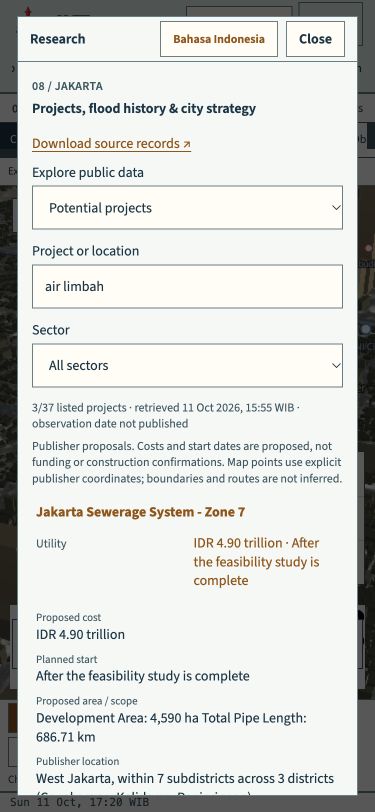 Research
Bahasa Indonesia
Close
08 / JAKARTA
Projects, flood history & city strategy
Download source records ↗
Explore public data
Potential projects
Project or location
air limbah
Sector
All sectors
3/37 listed projects · retrieved 11 Oct 2026, 15:55 WIB ·
observation date not published
Publisher proposals. Costs and start dates are proposed, not
funding or construction confirmations. Map points use explicit
publisher coordinates; boundaries and routes are not inferred.
Jakarta Sewerage System - Zone 7
Utility
IDR 4.90 trillion · After
the feasibility study is
complete
Proposed cost
IDR 4.90 trillion
Planned start
After the feasibility study is complete
Proposed area / scope
Development Area: 4,590 ha Total Pipe Length:
686.71 km
Publisher location
West Jakarta, within 7 subdistricts across 3 districts
Sun 11 Oct, 17:20 WIB